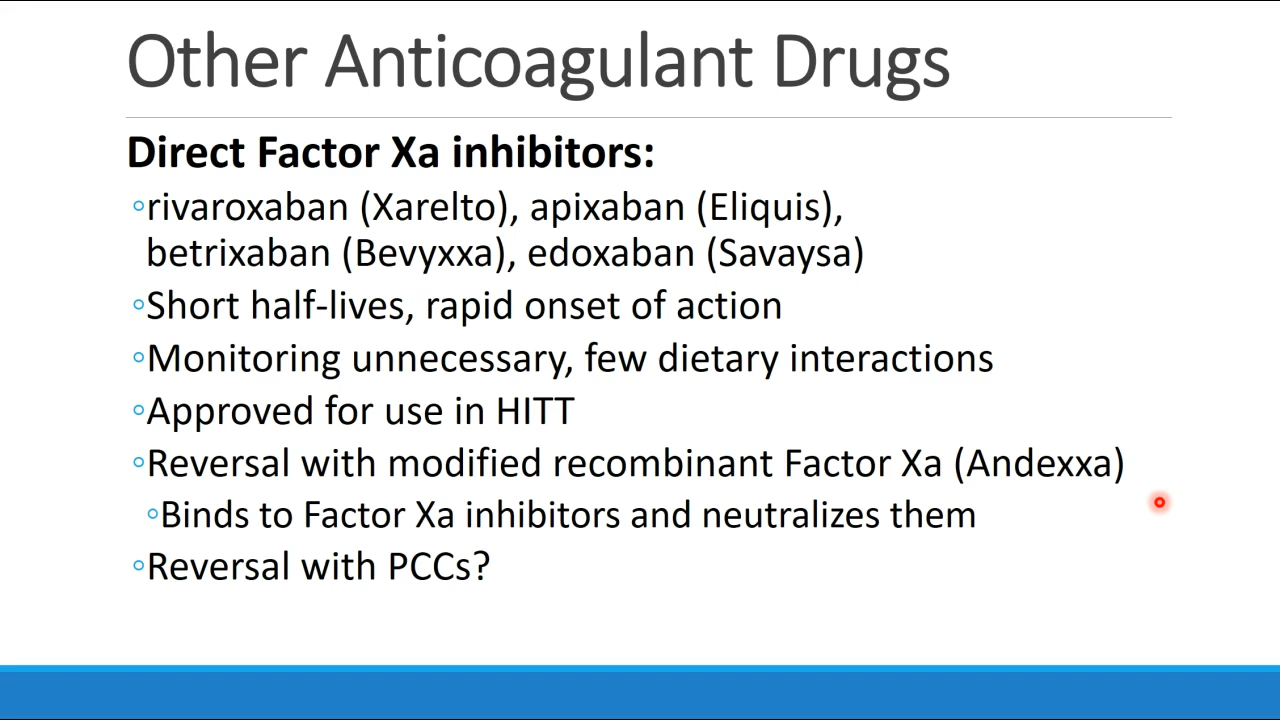 Other Anticoagulant Drugs
Direct Factor Xa inhibitors:
◦rivaroxaban (Xarelto), apixaban (Eliquis),
betrixaban (Bevyxxa), edoxaban (Savaysa)
◦Short half-lives, rapid onset of action
◦Monitoring unnecessary, few dietary interactions
◦Approved for use in HITT
◦Reversal with modified recombinant Factor Xa (Andexxa)
◦Binds to Factor Xa inhibitors and neutralizes them
◦Reversal with PCCs?